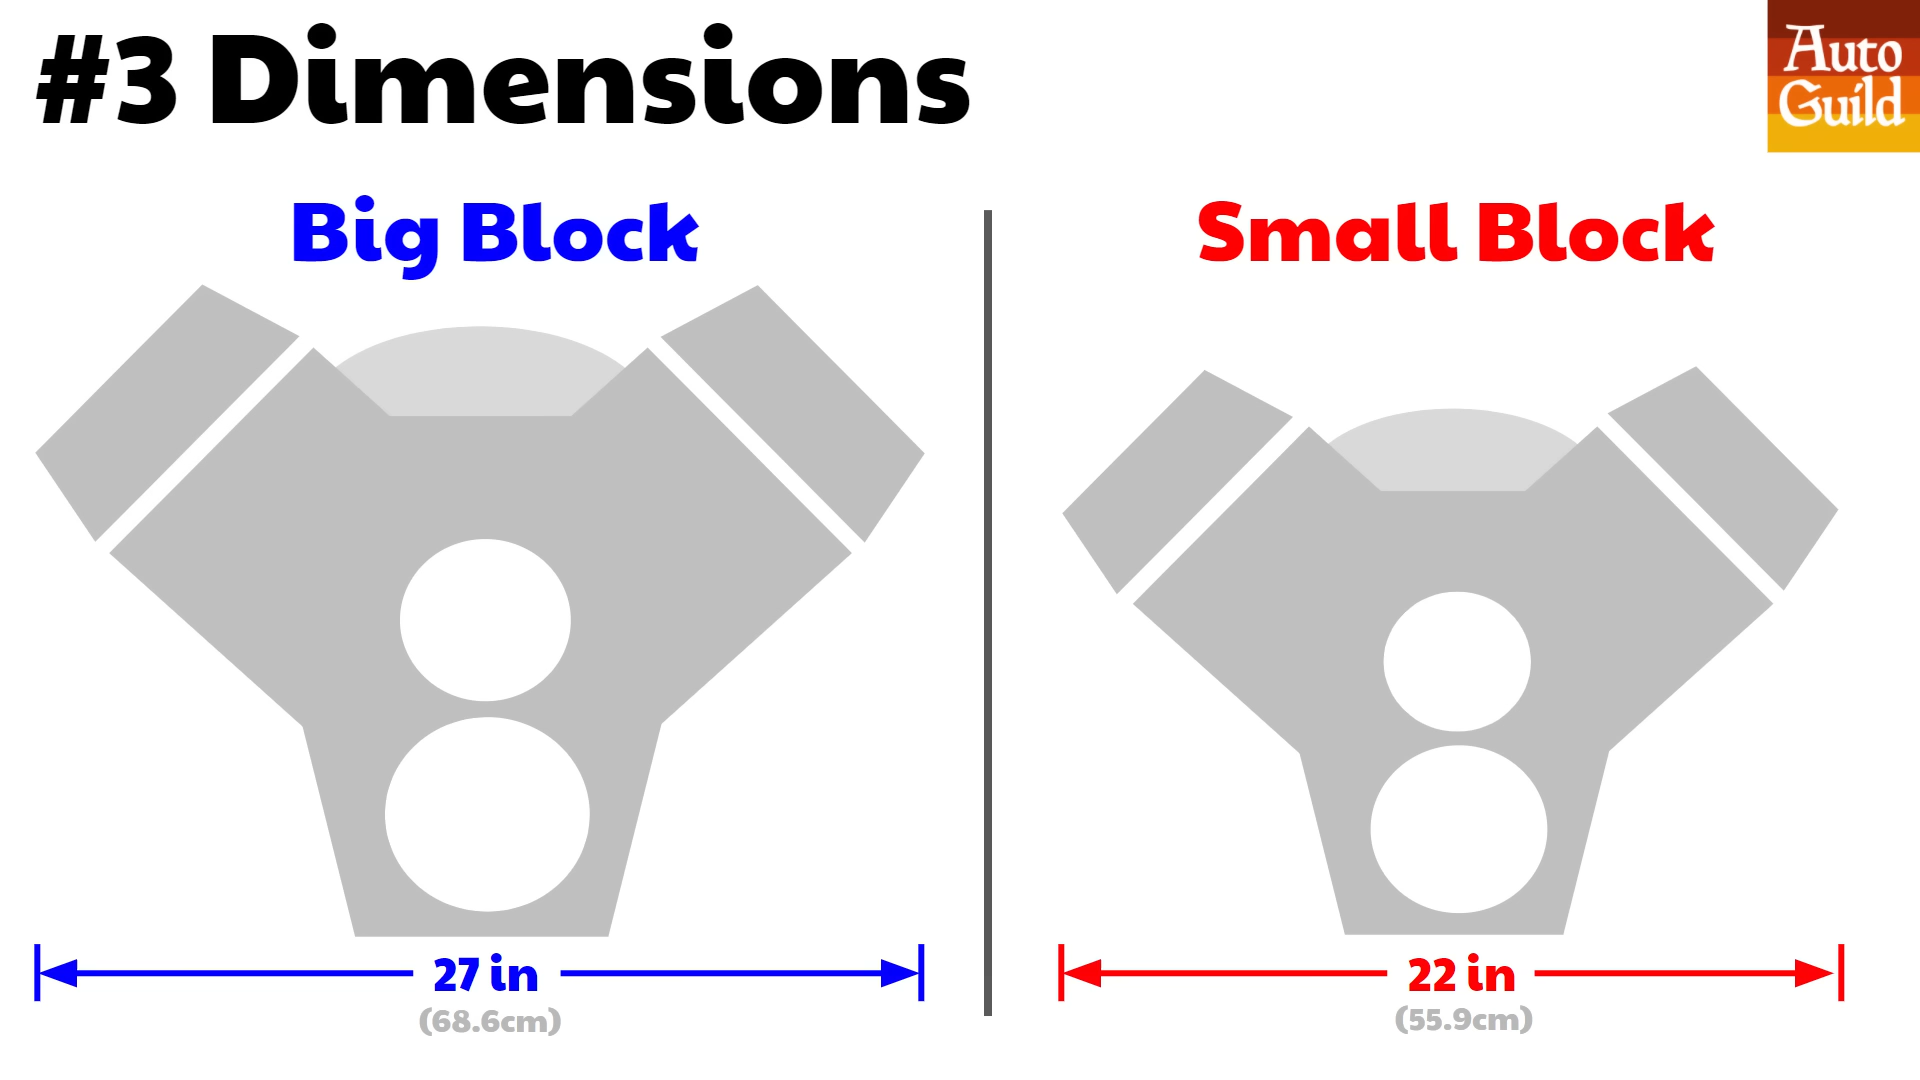 #3 Dimensions
Auto
Guild
Big Block
Small Block
27 in
(68.6cm)
22 in
(55.9cm)